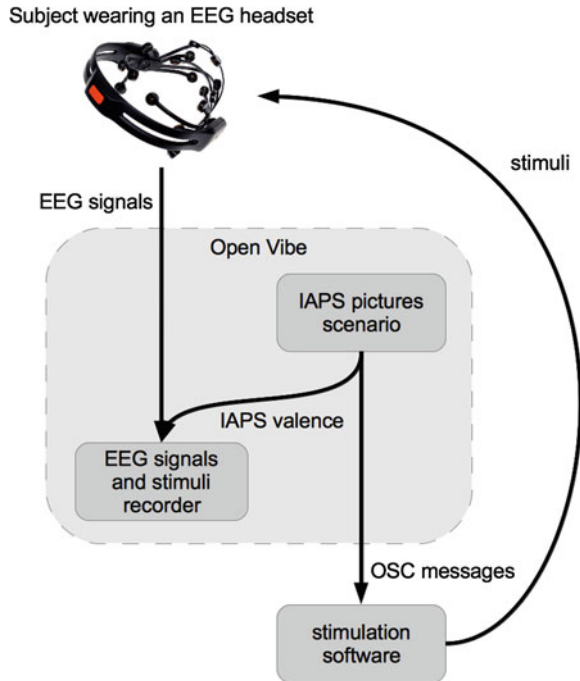 Subject wearing an EEG headset
stimuli
EEG signals
Open Vibe
IAPS pictures
scenario
IAPS valence
EEG signals
and stimuli
recorder
OSC messages
stimulation
software